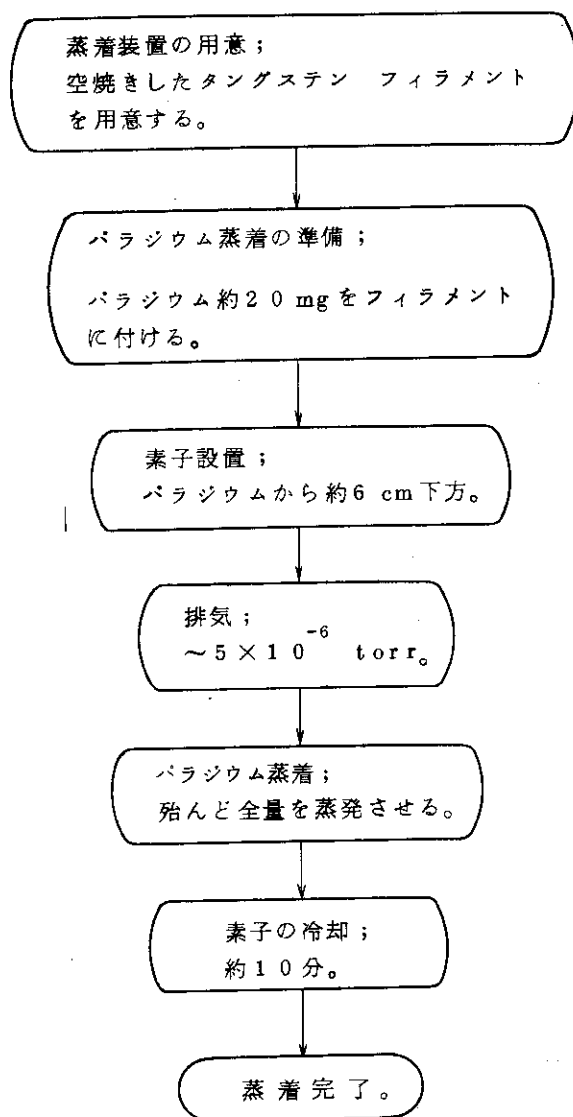 蒸着装置の用意；
空焼きしたタングステン フィラメント
を用意する。
パラジウム蒸着の準備；
パラジウム約20mgをフィラメント
に付ける。
素子設置；
パラジウムから約6 cm下方。
排気；
～5×10⁻⁶ torr。
パラジウム蒸着；
殆んど全量を蒸発させる。
素子の冷却；
約10分。
蒸着完了。